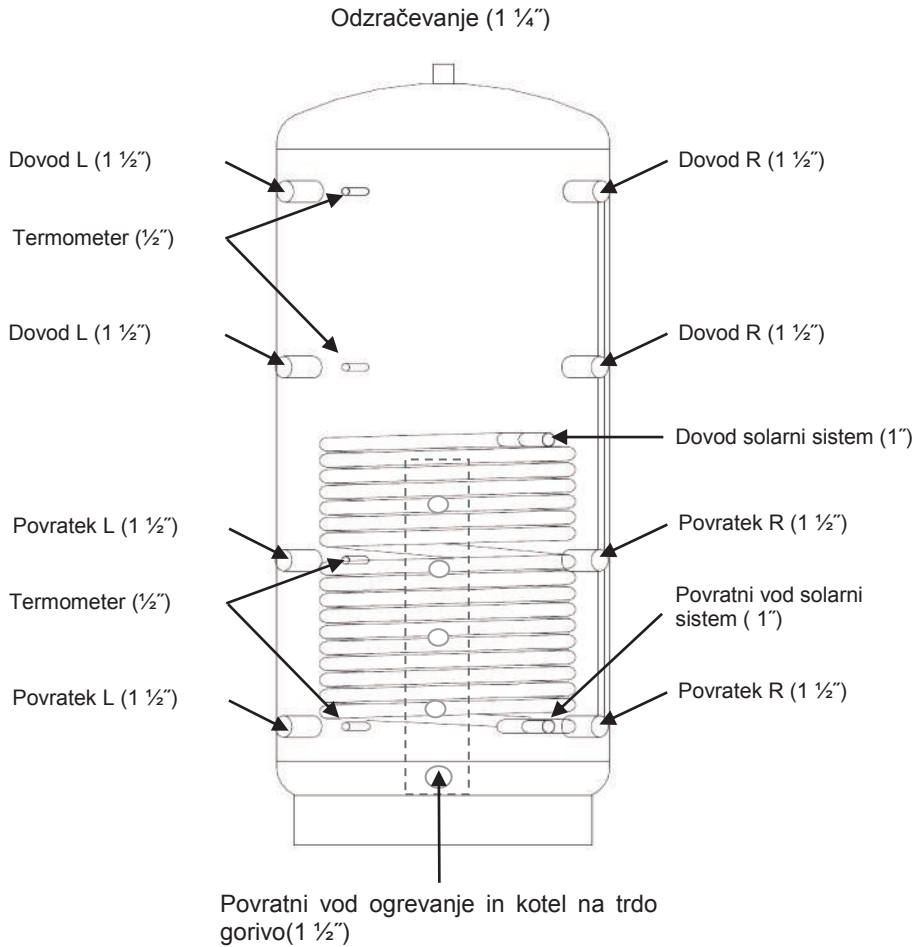 Odzračevanje (1 ¼˝)
Dovod L (1 ½˝)
Dovod R (1 ½˝)
Termometer (½˝)
Dovod L (1 ½˝)
Dovod R (1 ½˝)
Dovod solarni sistem (1˝)
Povratek L (1 ½˝)
Povratek R (1 ½˝)
Termometer (½˝)
Povratni vod solarni
sistem ( 1˝)
Povratek L (1 ½˝)
Povratek R (1 ½˝)
Povratni vod ogrevanje in kotel na trdo
gorivo(1 ½˝)